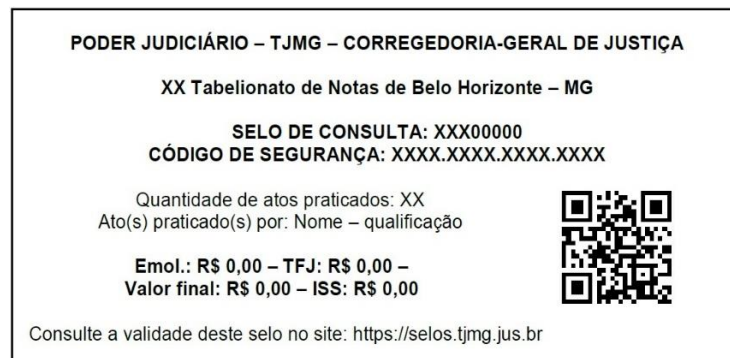 PODER JUDICIÁRIO – TJMG – CORREGEDORIA-GERAL DE JUSTIÇA
XX Tabelionato de Notas de Belo Horizonte – MG
SELO DE CONSULTA: XXX00000
CÓDIGO DE SEGURANÇA: XXXX.XXXX.XXXX.XXXX
Quantidade de atos praticados: XX
Ato(s) praticado(s) por: Nome – qualificação
Emol.: R$ 0,00 – TFJ: R$ 0,00 –
Valor final: R$ 0,00 – ISS: R$ 0,00
Consulte a validade deste selo no site: https://selos.tjmg.jus.br